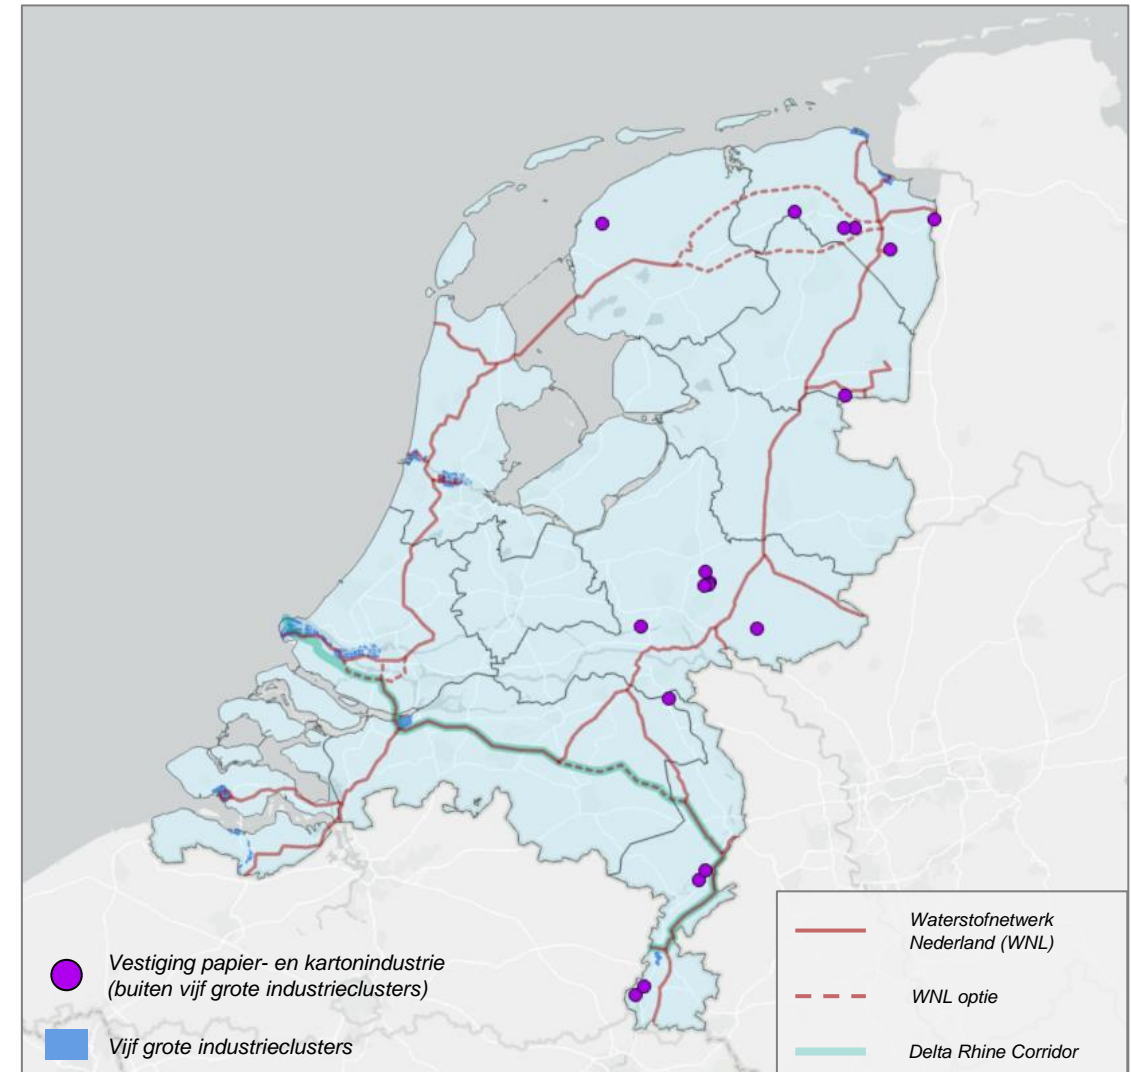 Vestiging papier- en kartonindustrie
(buiten vijf grote industrieclusters)
Vijf grote industrieclusters
Waterstofnetwerk
Nederland (WNL)
WNL optie
Delta Rhine Corridor